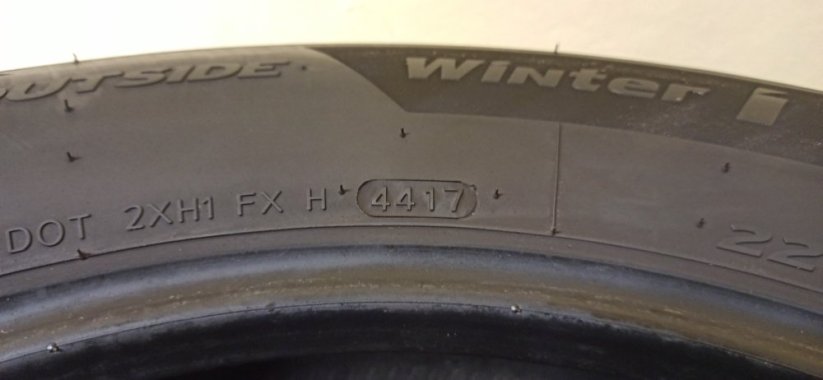 OUTSIDE
Winter i
DOT 2XH1 FX H 4417
22